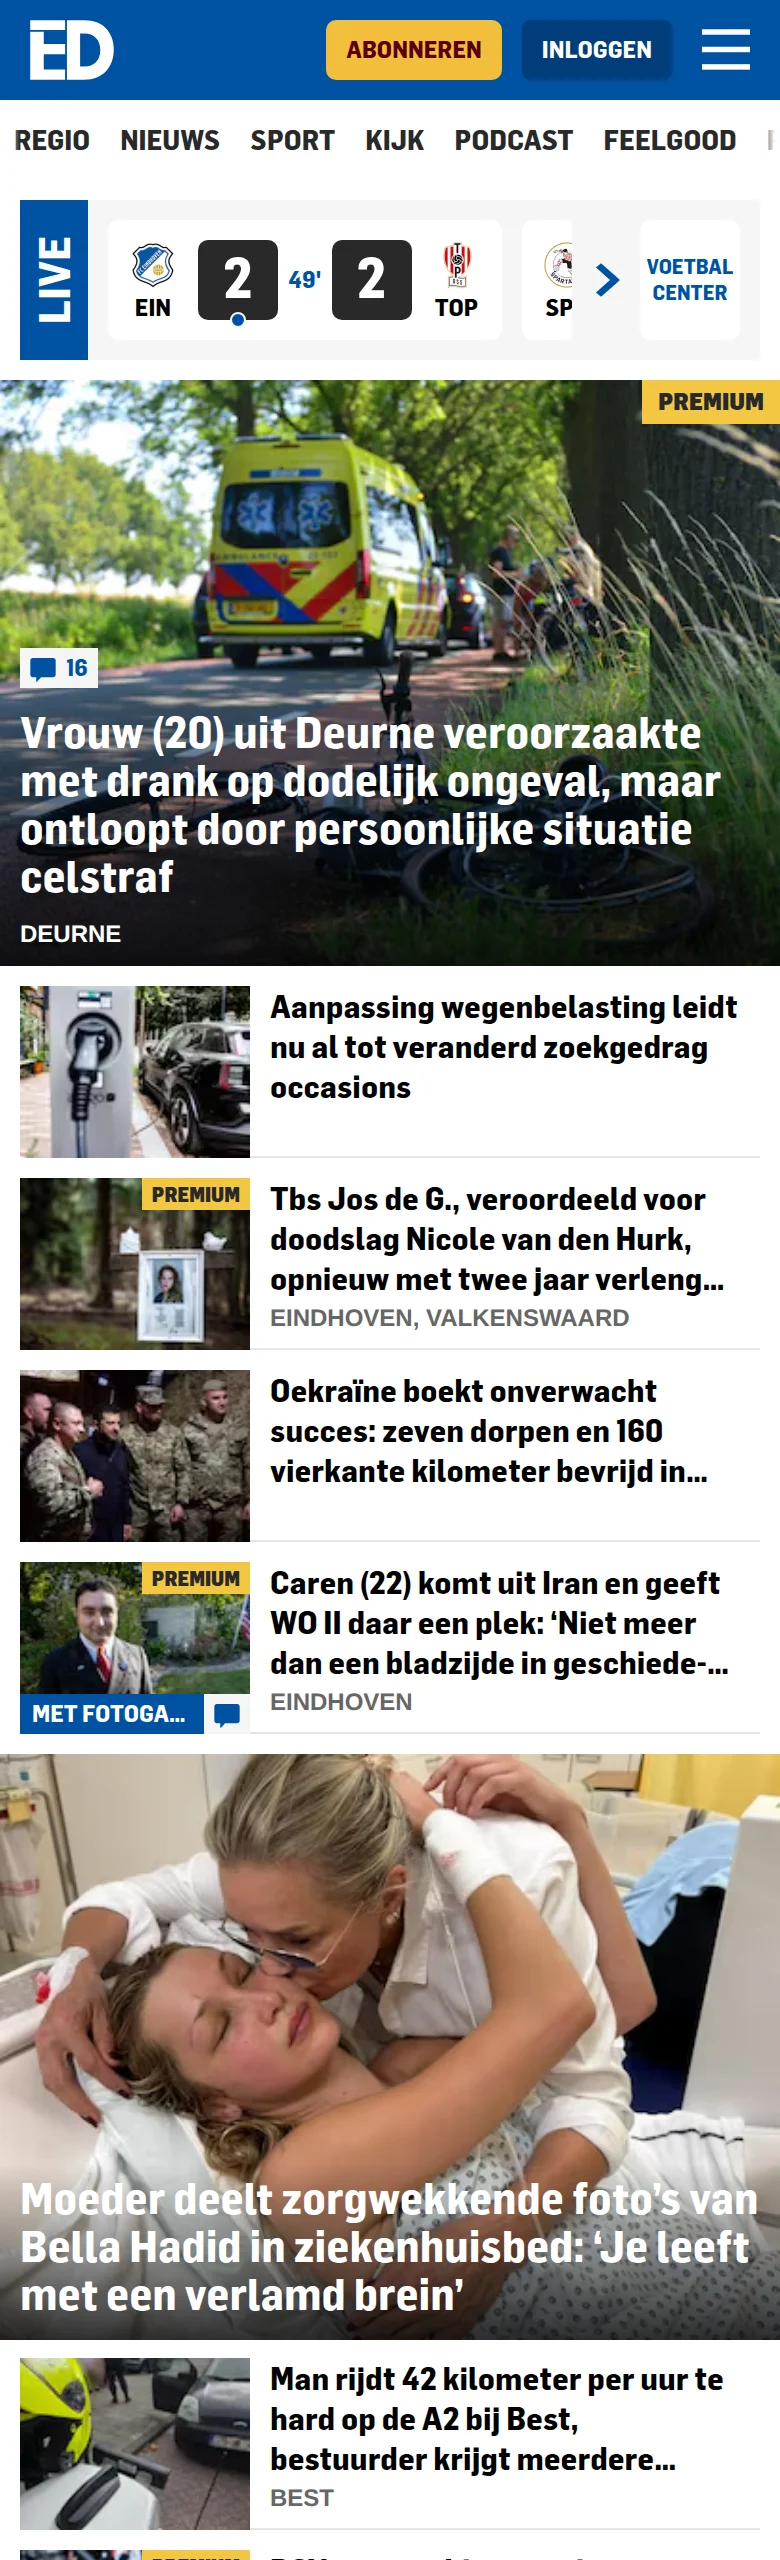 ED
ABONNEREN
INLOGGEN
REGIO NIEUWS SPORT KIJK PODCAST FEELGOOD
LIVE
EIN
2
49'
2
TOP
SP
VOETBAL
CENTER
PREMIUM
AMBULANCE
16
Vrouw (20) uit Deurne veroorzaakte
met drank op dodelijk ongeval, maar
ontloopt door persoonlijke situatie
celstraf
DEURNE
Aanpassing wegenbelasting leidt
nu al tot veranderd zoekgedrag
occasions
PREMIUM
Tbs Jos de G., veroordeeld voor
doodslag Nicole van den Hurk,
opnieuw met twee jaar verleng...
EINDHOVEN, VALKENSWAARD
Oekraïne boekt onverwacht
succes: zeven dorpen en 160
vierkante kilometer bevrijd in...
PREMIUM
MET FOTOGA...
Caren (22) komt uit Iran en geeft
WO II daar een plek: ‘Niet meer
dan een bladzijde in geschiede-...
EINDHOVEN
Moeder deelt zorgwekkende foto’s van
Bella Hadid in ziekenhuisbed: ‘Je leeft
met een verlamd brein’
Man rijdt 42 kilometer per uur te
hard op de A2 bij Best,
bestuurder krijgt meerdere...
BEST